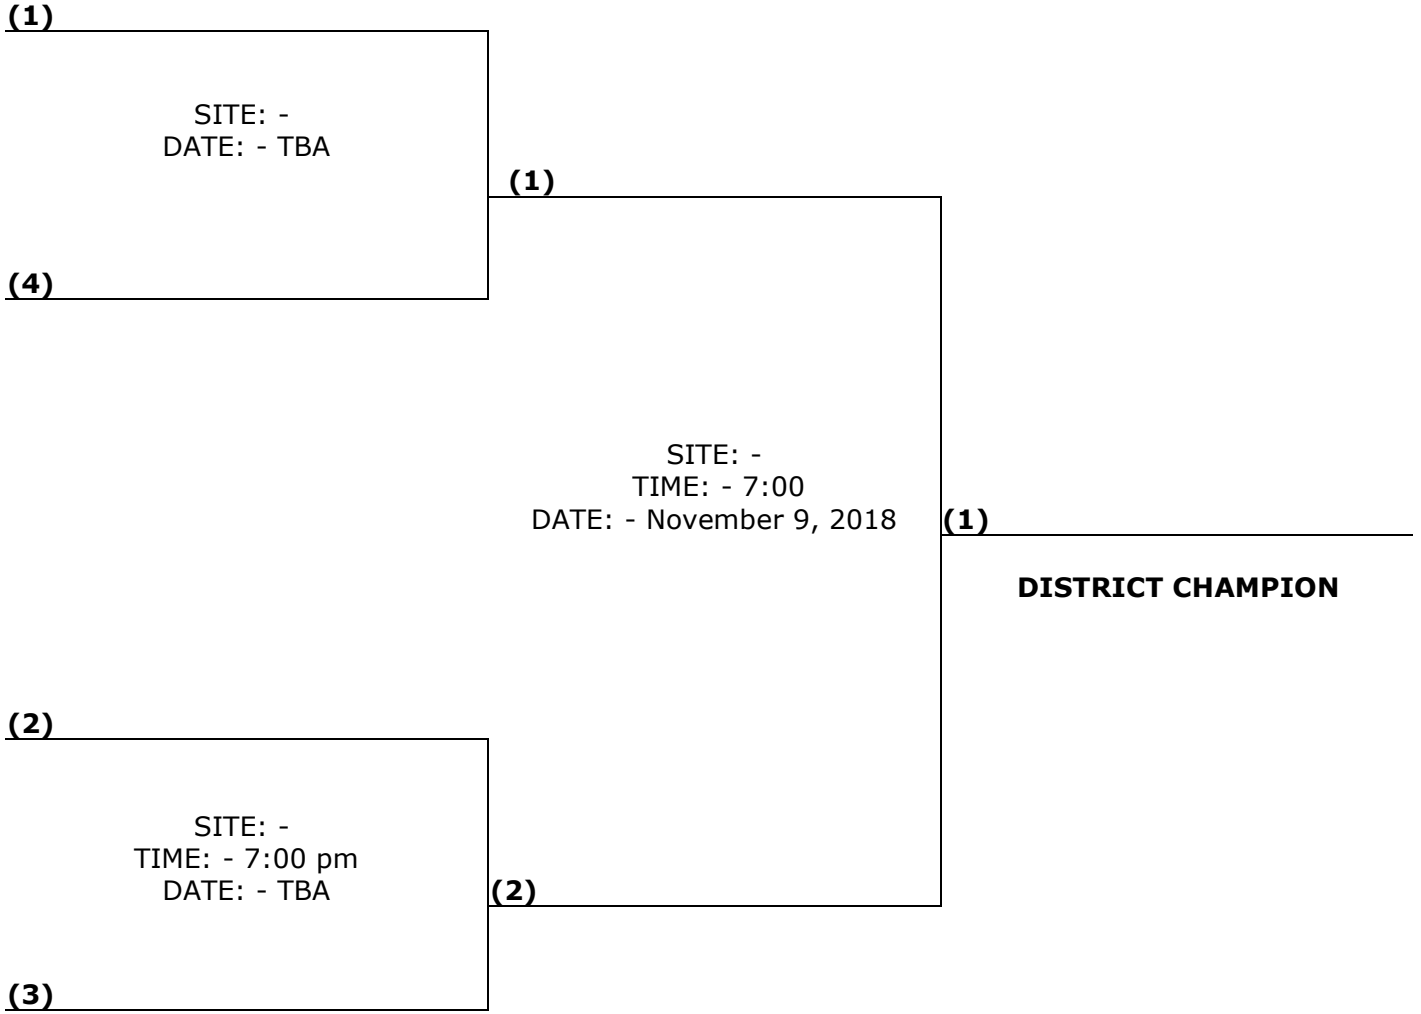 (1)
SITE: -
DATE: - TBA
(1)
(4)
SITE: -
TIME: - 7:00
DATE: - November 9, 2018
(1)
DISTRICT CHAMPION
(2)
SITE: -
TIME: - 7:00 pm
DATE: - TBA
(2)
(3)